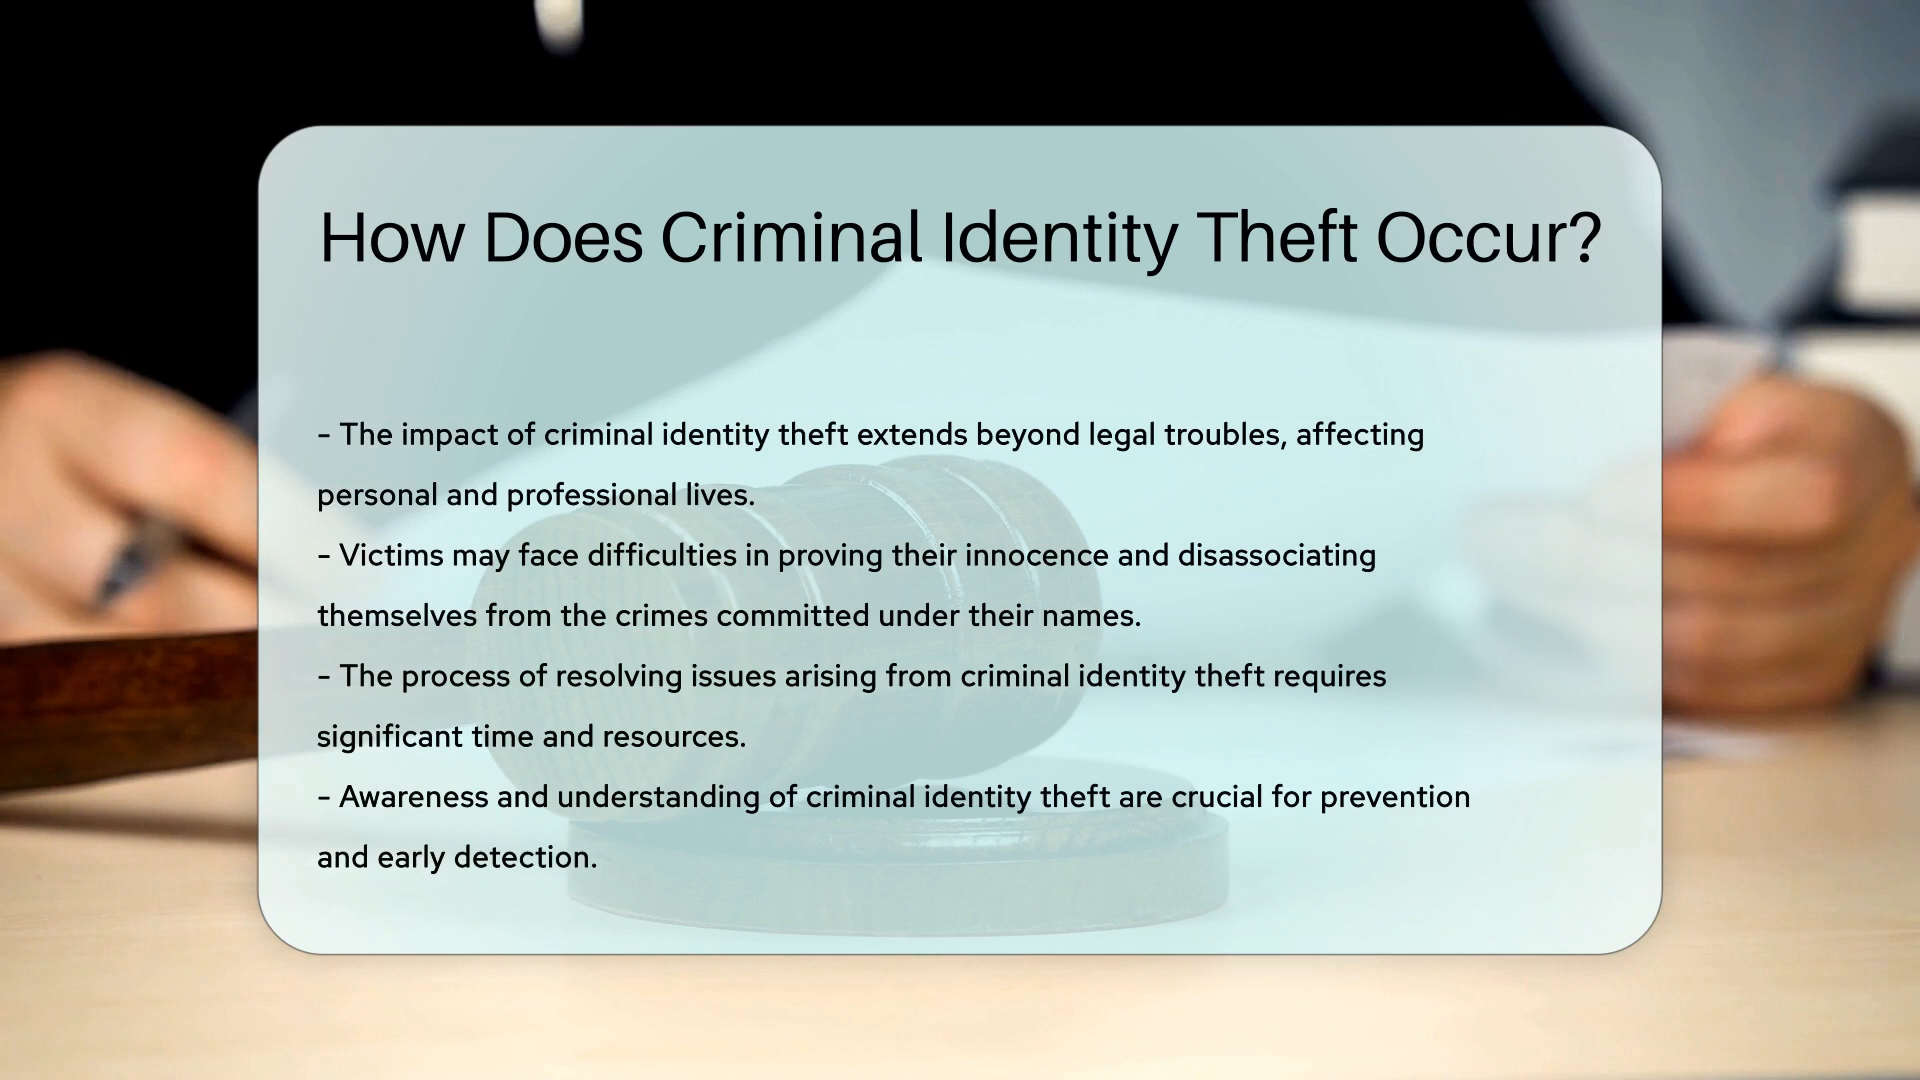 How Does Criminal Identity Theft Occur?
– The impact of criminal identity theft extends beyond legal troubles, affecting
personal and professional lives.
– Victims may face difficulties in proving their innocence and disassociating
themselves from the crimes committed under their names.
– The process of resolving issues arising from criminal identity theft requires
significant time and resources.
– Awareness and understanding of criminal identity theft are crucial for prevention
and early detection.